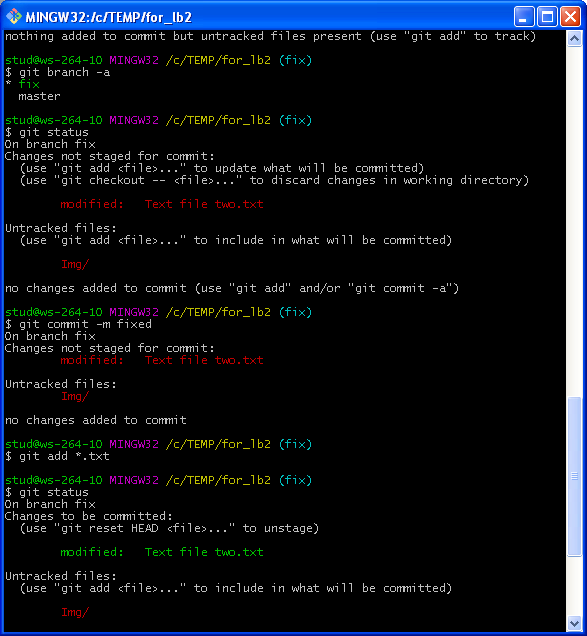 MINGW32:/c/TEMP/for_lb2
nothing added to commit but untracked files present (use "git add" to track)
stud@ws-264-10 MINGW32 /c/TEMP/for_lb2 (fix)
$ git branch -a
* fix
  master
stud@ws-264-10 MINGW32 /c/TEMP/for_lb2 (fix)
$ git status
On branch fix
Changes not staged for commit:
  (use "git add <file>..." to update what will be committed)
  (use "git checkout -- <file>..." to discard changes in working directory)
        modified:   Text file two.txt
Untracked files:
  (use "git add <file>..." to include in what will be committed)
        Img/
no changes added to commit (use "git add" and/or "git commit -a")
stud@ws-264-10 MINGW32 /c/TEMP/for_lb2 (fix)
$ git commit -m fixed
On branch fix
Changes not staged for commit:
        modified:   Text file two.txt
Untracked files:
        Img/
no changes added to commit
stud@ws-264-10 MINGW32 /c/TEMP/for_lb2 (fix)
$ git add *.txt
stud@ws-264-10 MINGW32 /c/TEMP/for_lb2 (fix)
$ git status
On branch fix
Changes to be committed:
  (use "git reset HEAD <file>..." to unstage)
        modified:   Text file two.txt
Untracked files:
  (use "git add <file>..." to include in what will be committed)
        Img/